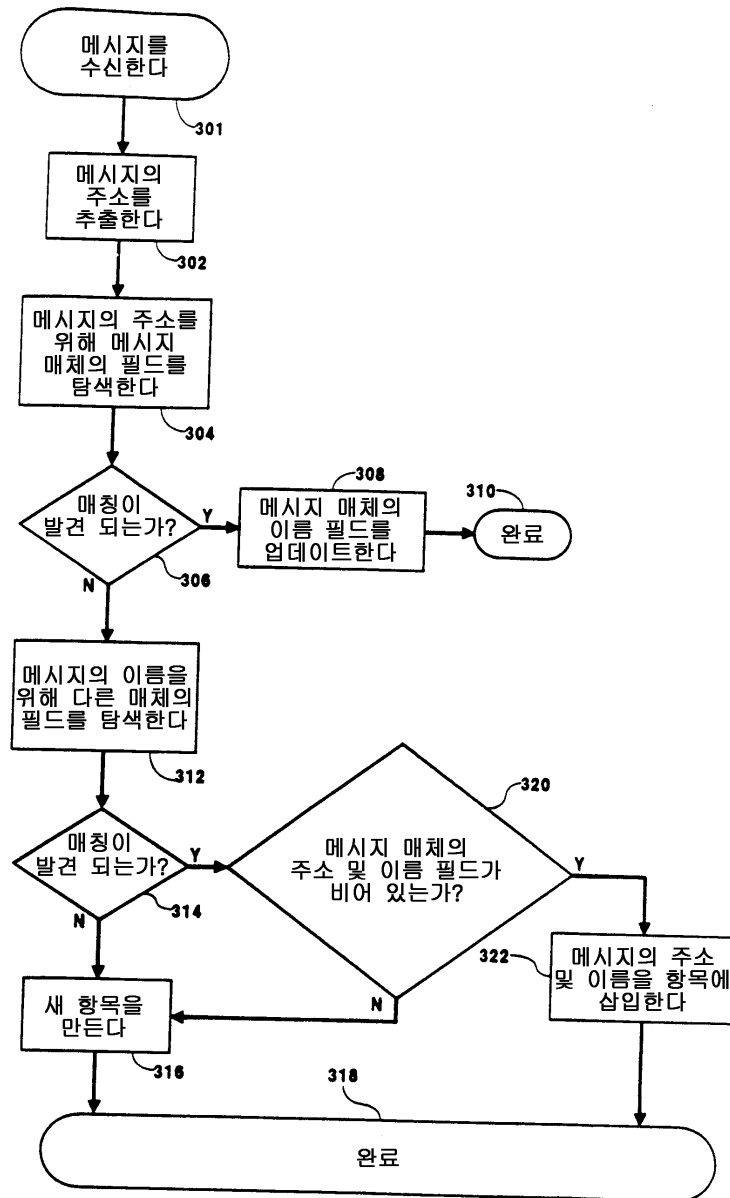 메시지를
수신한다
301
메시지의
주소를
추출한다
302
메시지의 주소를
위해 메시지
매체의 필드를
탐색한다
304
매칭이
발견 되는가?
Y
N
306
308
메시지 매체의
이름 필드를
업데이트한다
310
완료
메시지의 이름을
위해 다른 매체의
필드를 탐색한다
312
매칭이
발견 되는가?
Y
N
314
320
메시지 매체의
주소 및 이름 필드가
비어 있는가?
Y
N
322
메시지의 주소
및 이름을 항목에
삽입한다
새 항목을
만든다
316
318
완료